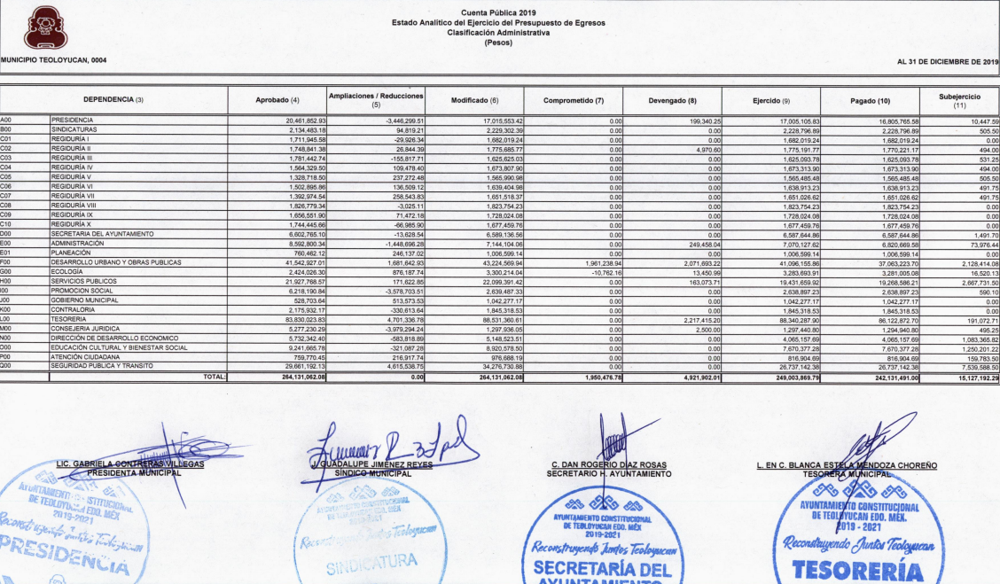 Cuenta Pública 2019
Estado Analítico del Ejercicio del Presupuesto de Egresos
Clasificación Administrativa
(Pesos)
MUNICIPIO TEOLOYUCAN, 0004 AL 31 DE DICIEMBRE DE 2019
DEPENDENCIA (3) Aprobado (4) Ampliaciones / Reducciones (5) Modificado (6) Comprometido (7) Devengado (8) Ejercido (9) Pagado (10) Subejercicio (11)
A00 PRESIDENCIA 20,461,852.93 -3,446,299.51 17,015,553.42 0.00 199,340.25 17,005,105.83 16,805,765.58 10,447.59
B00 SINDICATURAS 2,134,483.18 94,819.21 2,229,302.39 0.00 0.00 2,228,796.89 2,228,796.89 505.50
C01 REGIDURÍA I 1,711,945.58 -29,926.34 1,682,019.24 0.00 0.00 1,682,019.24 1,682,019.24 0.00
C02 REGIDURÍA II 1,748,841.38 26,844.39 1,775,685.77 0.00 4,970.60 1,775,191.77 1,770,221.17 494.00
C03 REGIDURÍA III 1,781,442.74 -155,817.71 1,625,625.03 0.00 0.00 1,625,093.78 1,625,093.78 531.25
C04 REGIDURÍA IV 1,564,329.50 109,478.40 1,673,807.90 0.00 0.00 1,673,313.90 1,673,313.90 494.00
C05 REGIDURÍA V 1,328,718.50 237,272.48 1,565,990.98 0.00 0.00 1,565,485.48 1,565,485.48 505.50
C06 REGIDURÍA VI 1,502,895.86 136,509.12 1,639,404.98 0.00 0.00 1,638,913.23 1,638,913.23 491.75
C07 REGIDURÍA VII 1,392,974.54 258,543.83 1,651,518.37 0.00 0.00 1,651,026.62 1,651,026.62 491.75
C08 REGIDURÍA VIII 1,826,779.34 -3,025.11 1,823,754.23 0.00 0.00 1,823,754.23 1,823,754.23 0.00
C09 REGIDURÍA IX 1,656,551.90 71,472.18 1,728,024.08 0.00 0.00 1,728,024.08 1,728,024.08 0.00
C10 REGIDURÍA X 1,744,445.66 -66,985.90 1,677,459.76 0.00 0.00 1,677,459.76 1,677,459.76 0.00
D00 SECRETARIA DEL AYUNTAMIENTO 6,602,765.10 -13,628.54 6,589,136.56 0.00 0.00 6,587,644.86 6,587,644.86 1,491.70
E00 ADMINISTRACIÓN 8,592,800.34 -1,448,696.28 7,144,104.06 0.00 249,458.04 7,070,127.62 6,820,669.58 73,976.44
E01 PLANEACIÓN 760,462.12 246,137.02 1,006,599.14 0.00 0.00 1,006,599.14 1,006,599.14 0.00
F00 DESARROLLO URBANO Y OBRAS PUBLICAS 41,542,927.01 1,681,642.93 43,224,569.94 1,961,238.94 2,071,693.22 41,096,155.86 37,063,223.70 2,128,414.08
G00 ECOLOGÍA 2,424,026.30 876,187.74 3,300,214.04 -10,762.16 13,450.99 3,283,693.91 3,281,005.08 16,520.13
H00 SERVICIOS PUBLICOS 21,927,768.57 171,622.85 22,099,391.42 0.00 163,073.71 19,431,659.92 19,268,586.21 2,667,731.50
I00 PROMOCION SOCIAL 6,218,190.84 -3,578,703.51 2,639,487.33 0.00 0.00 2,638,897.23 2,638,897.23 590.10
J00 GOBIERNO MUNICIPAL 528,703.64 513,573.53 1,042,277.17 0.00 0.00 1,042,277.17 1,042,277.17 0.00
K00 CONTRALORIA 2,175,932.17 -330,613.64 1,845,318.53 0.00 0.00 1,845,318.53 1,845,318.53 0.00
L00 TESORERIA 83,830,023.83 4,701,336.78 88,531,360.61 0.00 2,217,415.20 88,340,287.90 86,122,872.70 191,072.71
M00 CONSEJERIA JURIDICA 5,277,230.29 -3,979,294.24 1,297,936.05 0.00 2,500.00 1,297,440.80 1,294,940.80 495.25
N00 DIRECCIÓN DE DESARROLLO ECONOMICO 5,732,342.40 -583,818.89 5,148,523.51 0.00 0.00 4,065,157.69 4,065,157.69 1,083,365.82
O00 EDUCACIÓN CULTURAL Y BIENESTAR SOCIAL 9,241,665.78 -321,087.28 8,920,578.50 0.00 0.00 7,670,377.28 7,670,377.28 1,250,201.22
P00 ATENCIÓN CIUDADANA 759,770.45 216,917.74 976,688.19 0.00 0.00 816,904.69 816,904.69 159,783.50
Q00 SEGURIDAD PUBLICA Y TRANSITO 29,661,192.13 4,615,538.75 34,276,730.88 0.00 0.00 26,737,142.38 26,737,142.38 7,539,588.50
TOTAL: 264,131,062.08 0.00 264,131,062.08 1,950,476.78 4,921,902.01 249,003,869.79 242,131,491.00 15,127,192.29
LIC. GABRIELA CONTRERAS VILLEGAS
PRESIDENTA MUNICIPAL
J. GUADALUPE JIMÉNEZ REYES
SÍNDICO MUNICIPAL
C. DAN ROGERIO DÍAZ ROSAS
SECRETARIO H. AYUNTAMIENTO
L. EN C. BLANCA ESTELA MENDOZA CHOREÑO
TESORERA MUNICIPAL
AYUNTAMIENTO CONSTITUCIONAL
DE TEOLOYUCAN EDO. MÉX
2019-2021
Reconstruyendo Juntos Teoloyucan
PRESIDENCIA
AYUNTAMIENTO CONSTITUCIONAL
DE TEOLOYUCAN EDO. MÉX
2019-2021
Reconstruyendo Juntos Teoloyucan
SINDICATURA
AYUNTAMIENTO CONSTITUCIONAL
DE TEOLOYUCAN EDO. MÉX
2019-2021
Reconstruyendo Juntos Teoloyucan
SECRETARÍA DEL
AYUNTAMIENTO
AYUNTAMIENTO CONSTITUCIONAL
DE TEOLOYUCAN EDO. MÉX.
2019 - 2021
Reconstruyendo Juntos Teoloyucan
TESORERÍA